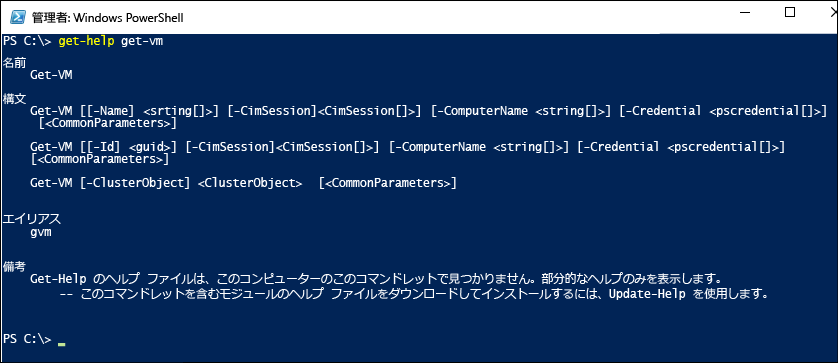 管理者: Windows PowerShell
PS C:\> get-help get-vm
名前
Get-VM
構文
Get-VM [[-Name] <srting[]>] [-CimSession]<CimSession[]>] [-ComputerName <string[]>] [-Credential <pscredential[]>]
[<CommonParameters>]
Get-VM [[-Id] <guid>] [-CimSession]<CimSession[]>] [-ComputerName <string[]>] [-Credential <pscredential[]>]
[<CommonParameters>]
Get-VM [-ClusterObject] <ClusterObject> [<CommonParameters>]
エイリアス
gvm
備考
Get-Help のヘルプ ファイルは、このコンピューターのこのコマンドレットで見つかりません。部分的なヘルプのみを表示します。
-- このコマンドレットを含むモジュールのヘルプ ファイルをダウンロードしてインストールするには、Update-Help を使用します。
PS C:\>